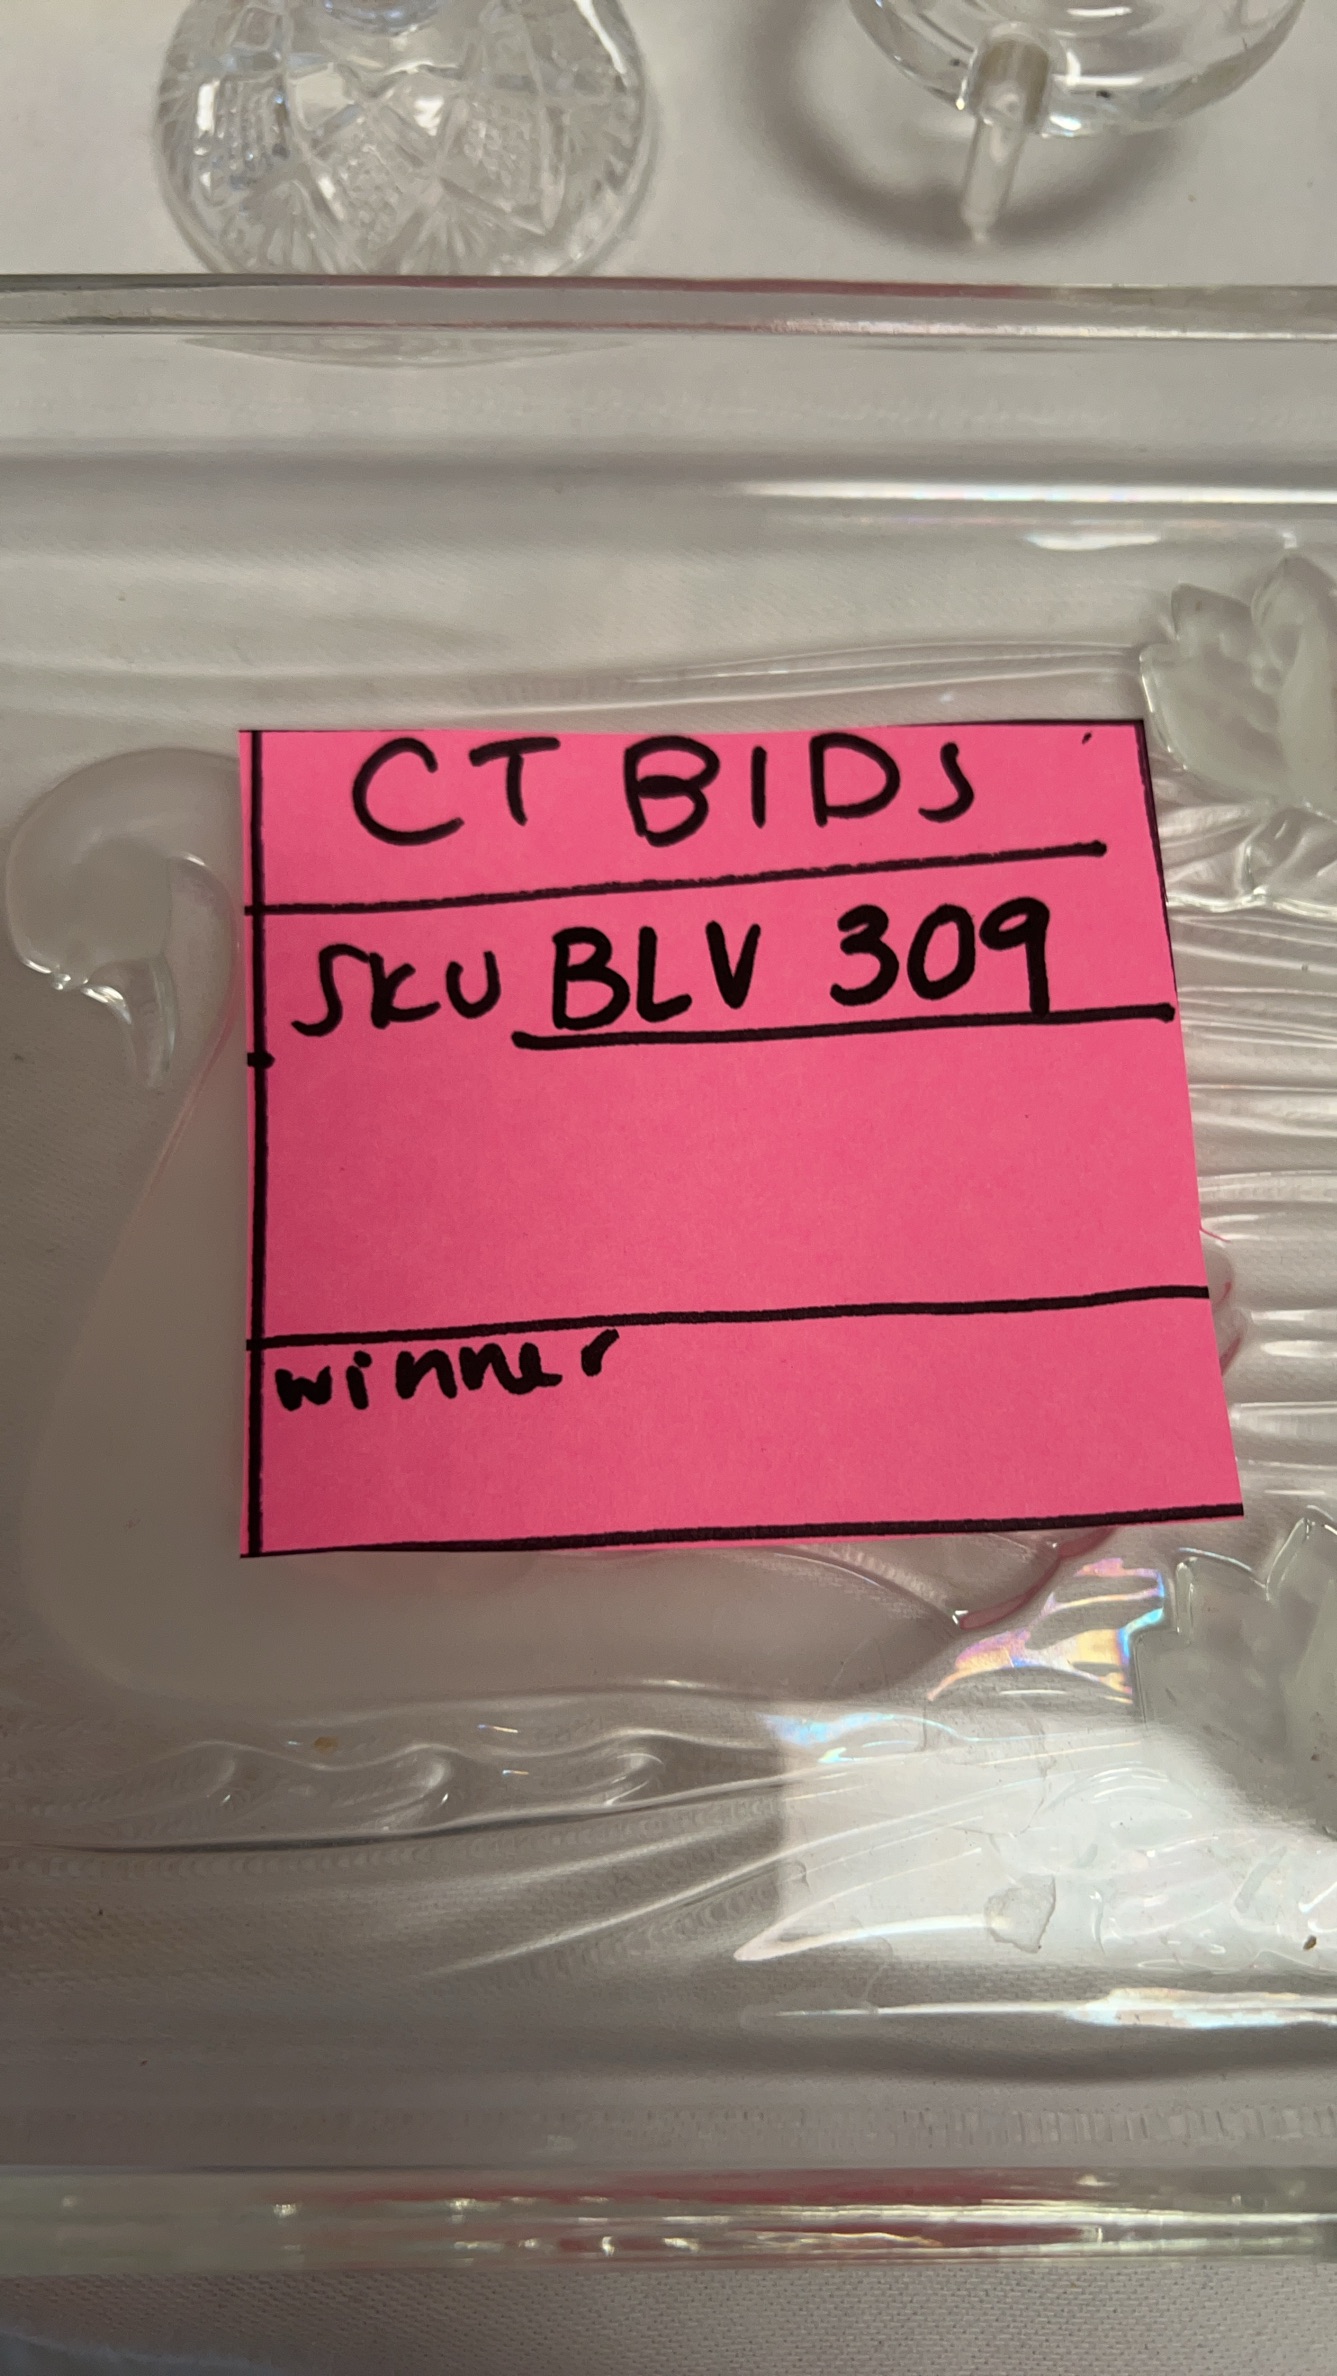 CT BIDS
SKU BLV 309
winner